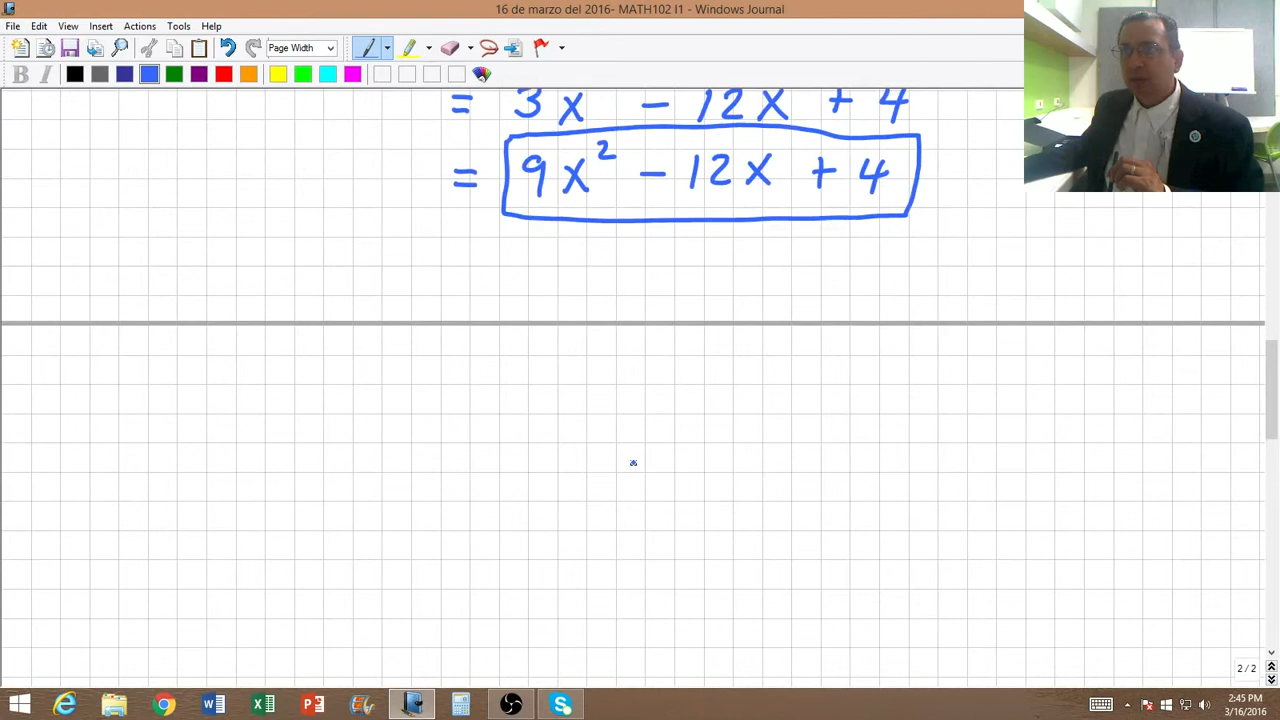 16 de marzo del 2016- MATH102 I1 - Windows Journal
File Edit View Insert Actions Tools Help
Page Width
B I
= 3 x - 12x + 4
= 9x² - 12x + 4
2 / 2
2:45 PM
3/16/2016